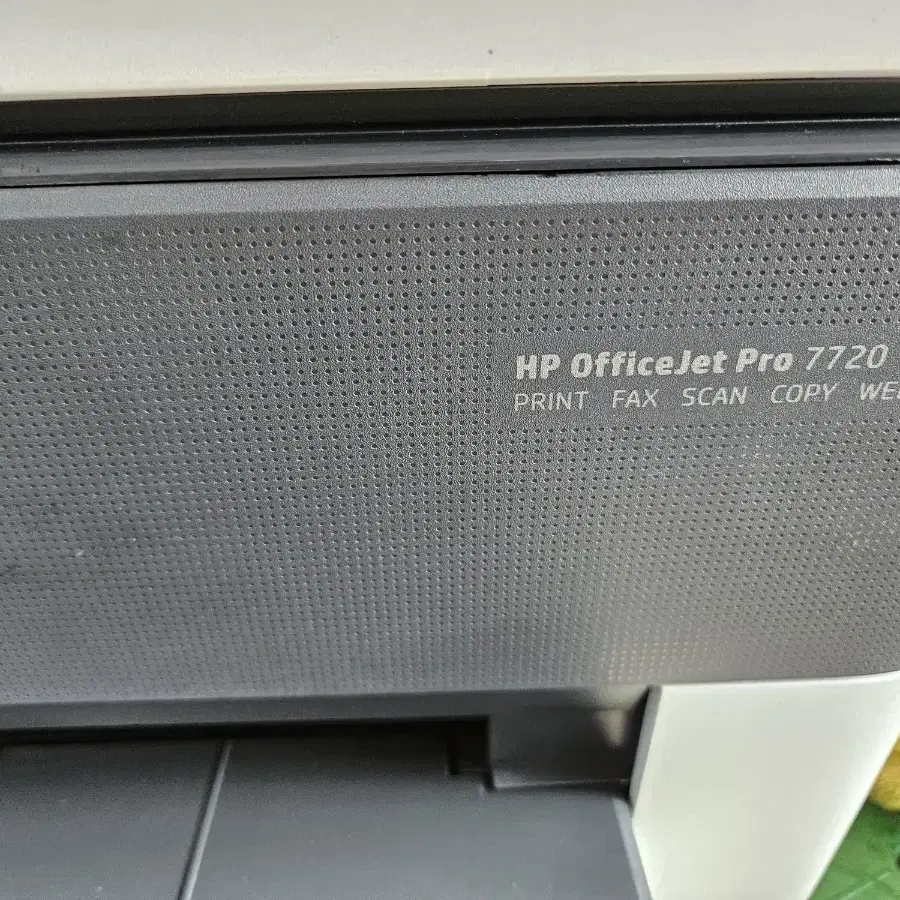 HP OfficeJet Pro 7720
PRINT FAX SCAN COPY